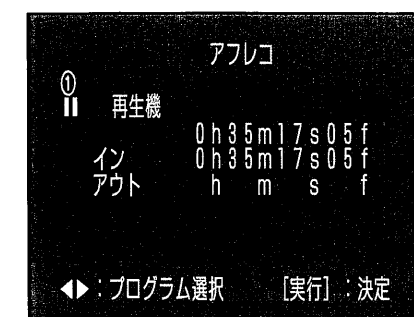 アフレコ
①
再生機
0h35m17s05f
イン 0h35m17s05f
アウト h m s f
◀▶:プログラム選択 [実行]:決定